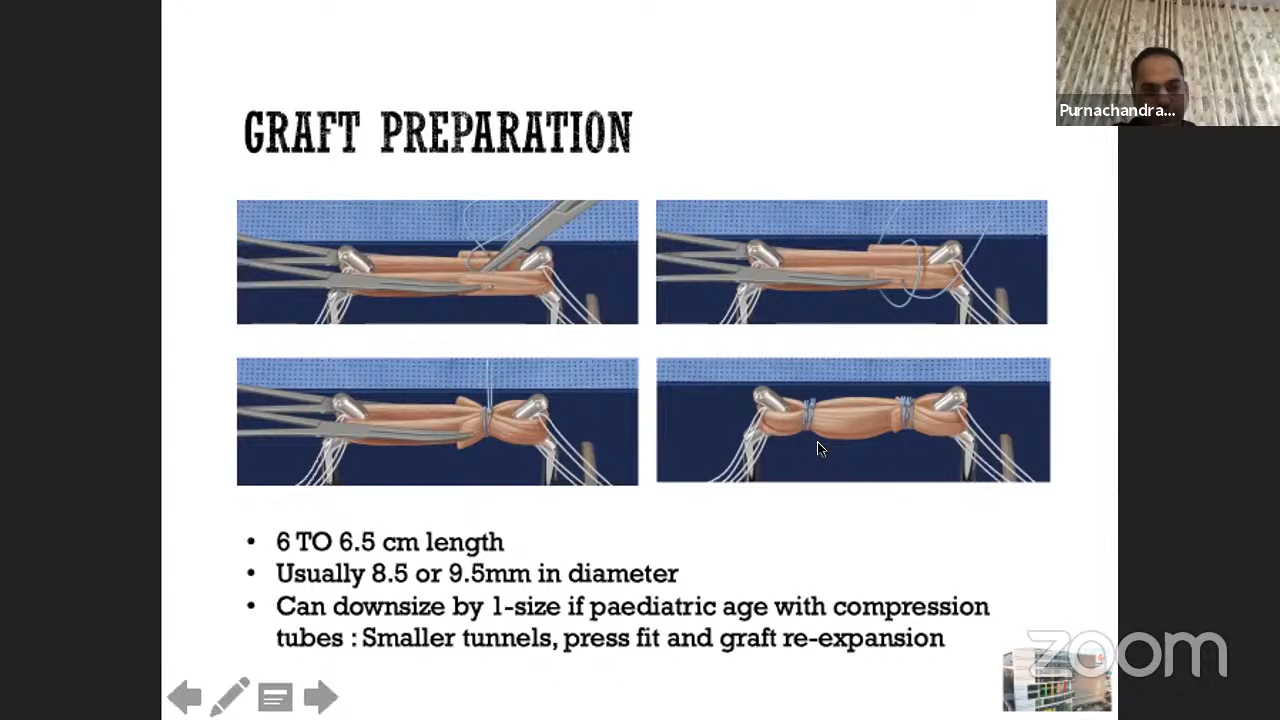 Purnachandra...
GRAFT PREPARATION
• 6 TO 6.5 cm length
• Usually 8.5 or 9.5mm in diameter
• Can downsize by 1-size if paediatric age with compression
tubes : Smaller tunnels, press fit and graft re-expansion
zoom